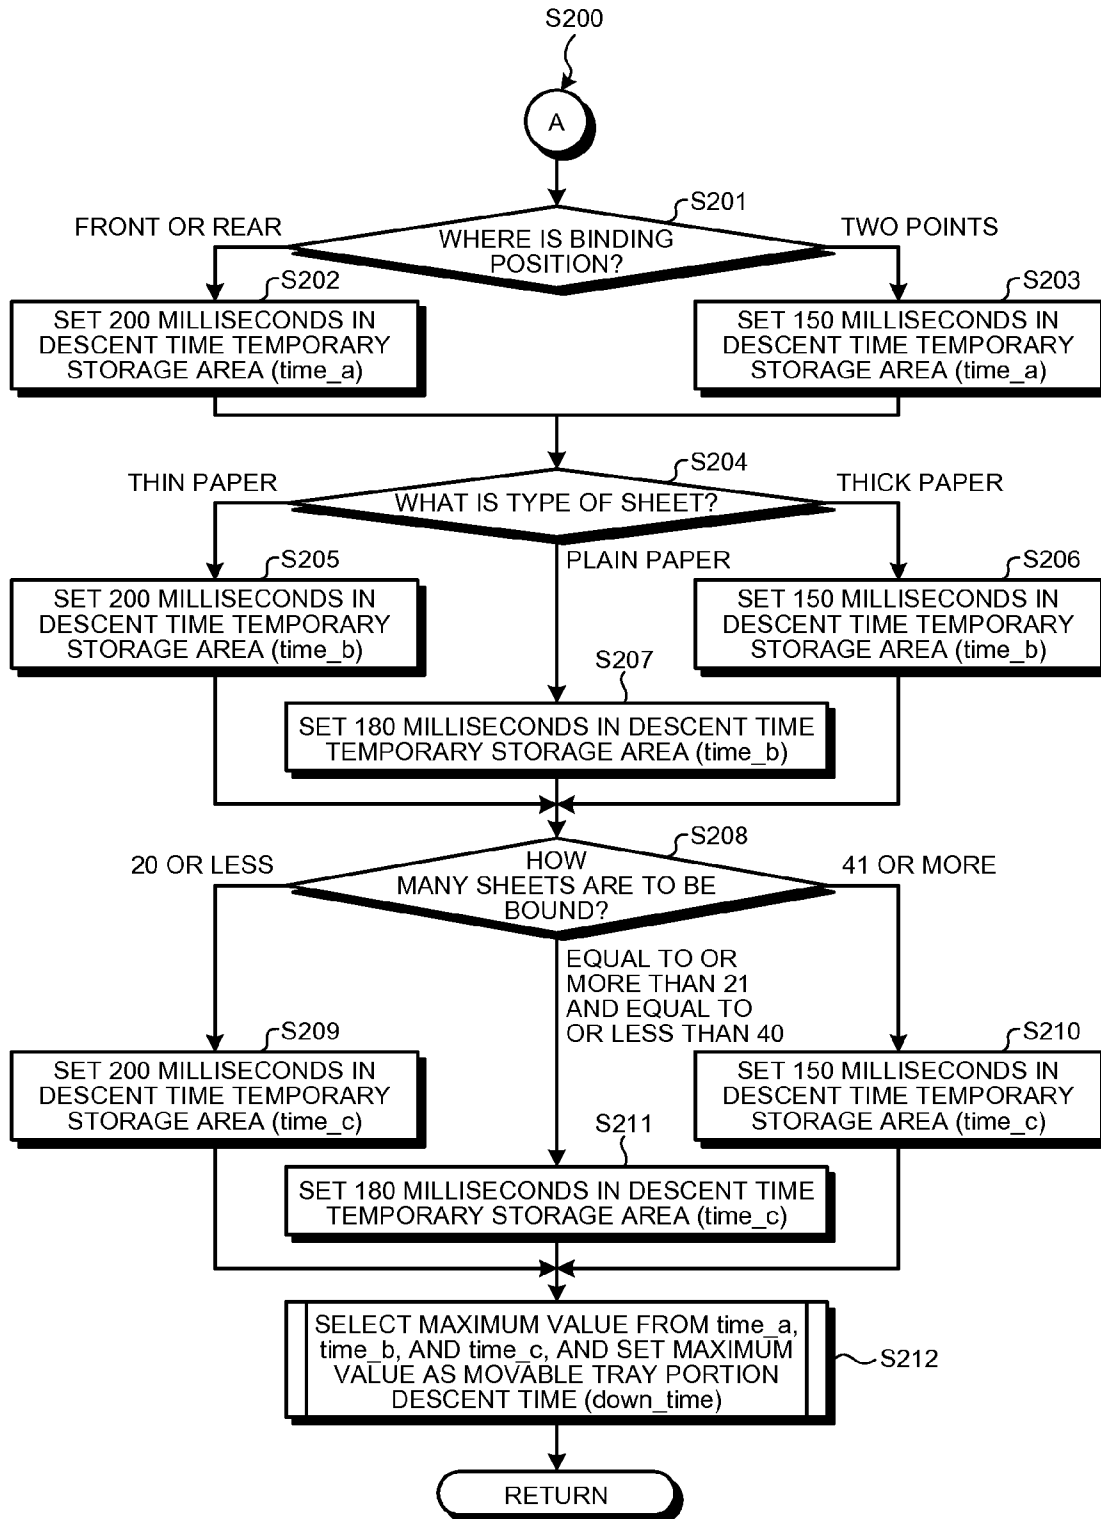 S200
A
S201
FRONT OR REAR
TWO POINTS
WHERE IS BINDING
POSITION?
S202
S203
SET 200 MILLISECONDS IN
DESCENT TIME TEMPORARY
STORAGE AREA (time_a)
SET 150 MILLISECONDS IN
DESCENT TIME TEMPORARY
STORAGE AREA (time_a)
S204
THIN PAPER
THICK PAPER
WHAT IS TYPE OF SHEET?
PLAIN PAPER
S205
S206
SET 200 MILLISECONDS IN
DESCENT TIME TEMPORARY
STORAGE AREA (time_b)
SET 150 MILLISECONDS IN
DESCENT TIME TEMPORARY
STORAGE AREA (time_b)
S207
SET 180 MILLISECONDS IN DESCENT TIME
TEMPORARY STORAGE AREA (time_b)
S208
20 OR LESS
41 OR MORE
HOW
MANY SHEETS ARE TO BE
BOUND?
EQUAL TO OR
MORE THAN 21
AND EQUAL TO
OR LESS THAN 40
S209
S210
SET 200 MILLISECONDS IN
DESCENT TIME TEMPORARY
STORAGE AREA (time_c)
SET 150 MILLISECONDS IN
DESCENT TIME TEMPORARY
STORAGE AREA (time_c)
S211
SET 180 MILLISECONDS IN DESCENT TIME
TEMPORARY STORAGE AREA (time_c)
SELECT MAXIMUM VALUE FROM time_a,
time_b, AND time_c, AND SET MAXIMUM
VALUE AS MOVABLE TRAY PORTION
DESCENT TIME (down_time)
S212
RETURN